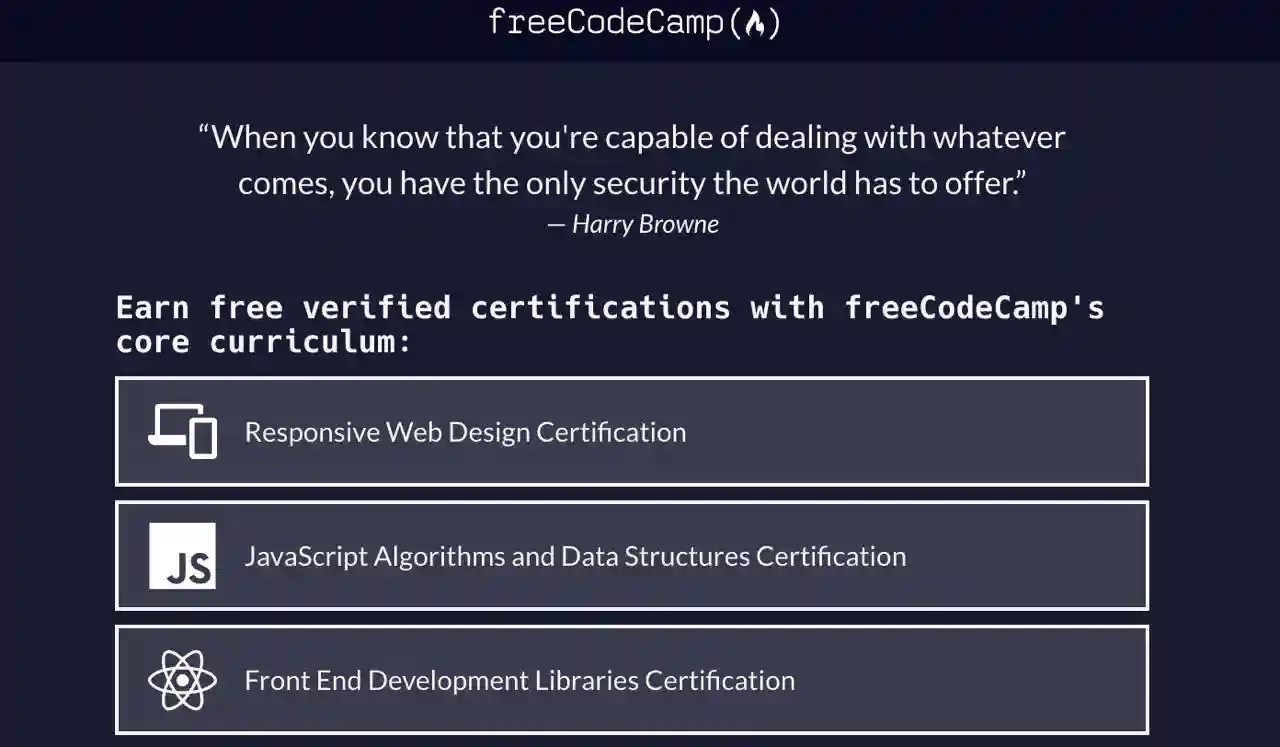 freeCodeCamp(🔥)
“When you know that you're capable of dealing with whatever
comes, you have the only security the world has to offer.”
— Harry Browne
Earn free verified certifications with freeCodeCamp's
core curriculum:
Responsive Web Design Certification
JS
JavaScript Algorithms and Data Structures Certification
Front End Development Libraries Certification